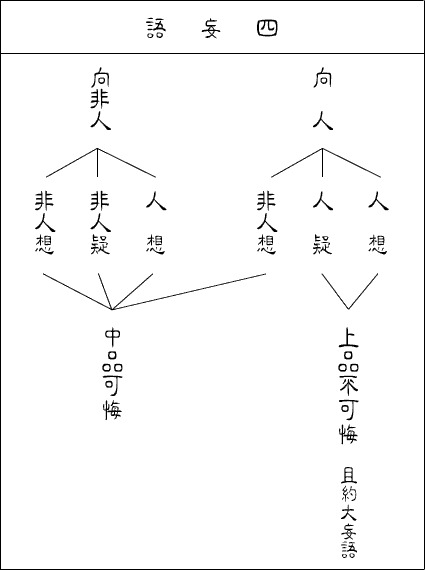 四妄語
向人
向非人
人想
人疑
非人想
人想
非人疑
非人想
上品不可悔
且約大妄語
中品可悔